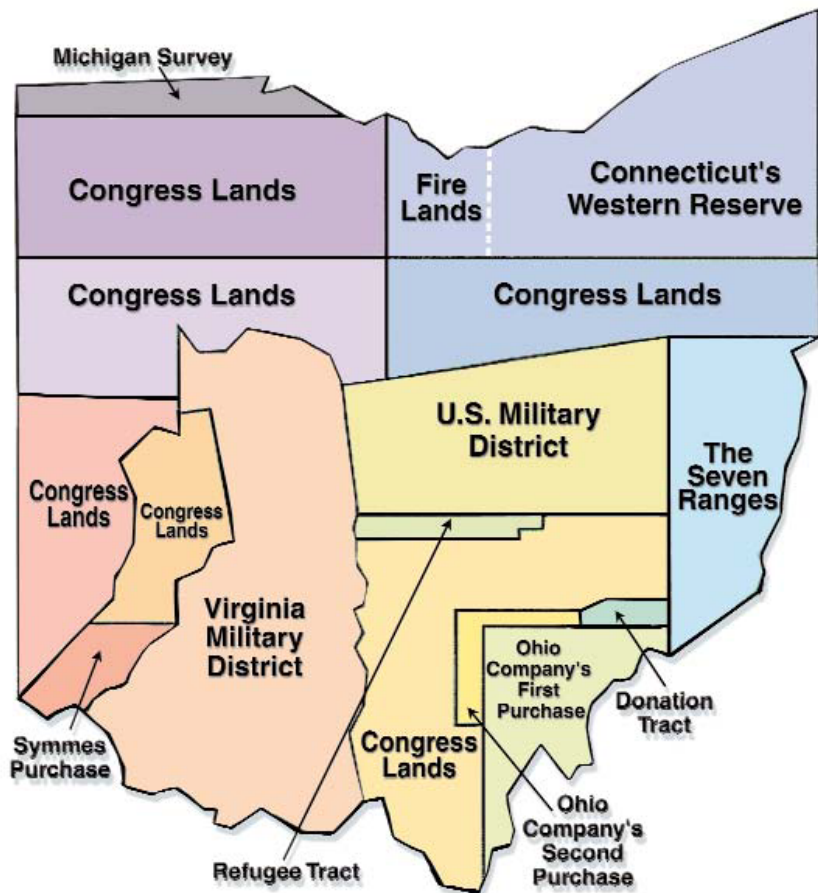 Michigan Survey
Congress Lands
Fire
Lands
Connecticut's
Western Reserve
Congress Lands
Congress Lands
U.S. Military
District
The
Seven
Ranges
Congress
Lands
Congress
Lands
Virginia
Military
District
Ohio
Company's
First
Purchase
Donation
Tract
Symmes
Purchase
Congress
Lands
Ohio
Company's
Second
Purchase
Refugee Tract